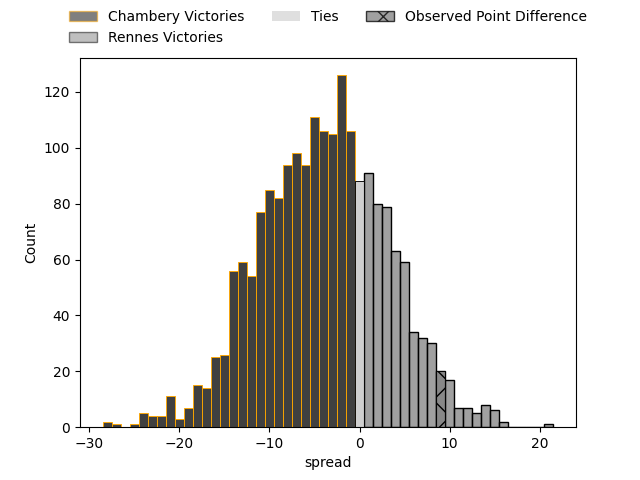 Chambery Victories Ties Observed Point Difference
Rennes Victories
120
100
80
60
40
20
0
Count
−30 −20 −10 0 10 20
spread